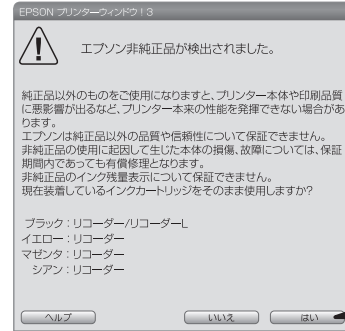 EPSON プリンターウィンドウ!3
エプソン非純正品が検出されました。
純正品以外のものをご使用になりますと、プリンター本体や印刷品質
に悪影響が出るなど、プリンター本来の性能を発揮できない場合があ
ります。
エプソンは純正品以外の品質や信頼性について保証できません。
非純正品の使用に起因して生じた本体の損傷、故障については、保証
期間内であっても有償修理となります。
非純正品のインク残量表示について保証できません。
現在装着しているインクカートリッジをそのまま使用しますか?
ブラック:リコーダー/リコーダーL
イエロー:リコーダー
マゼンタ:リコーダー
シアン:リコーダー
ヘルプ いいえ はい